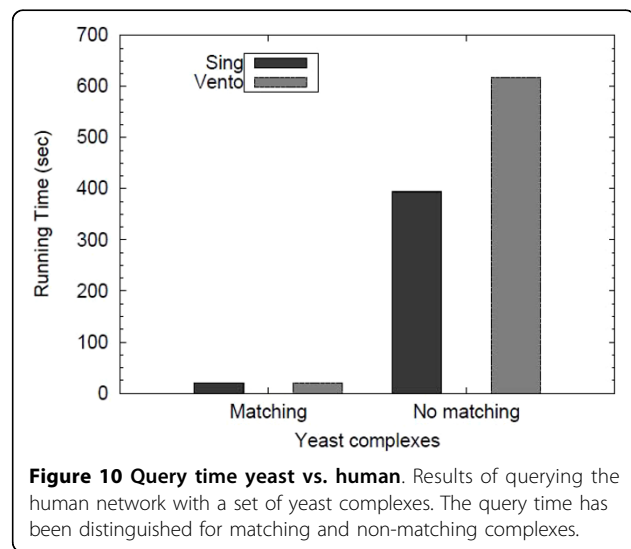 700
600
500
400
300
200
100
0
Running Time (sec)
Sing
Vento
Matching No matching
Yeast complexes
Figure 10 Query time yeast vs. human. Results of querying the
human network with a set of yeast complexes. The query time has
been distinguished for matching and non-matching complexes.